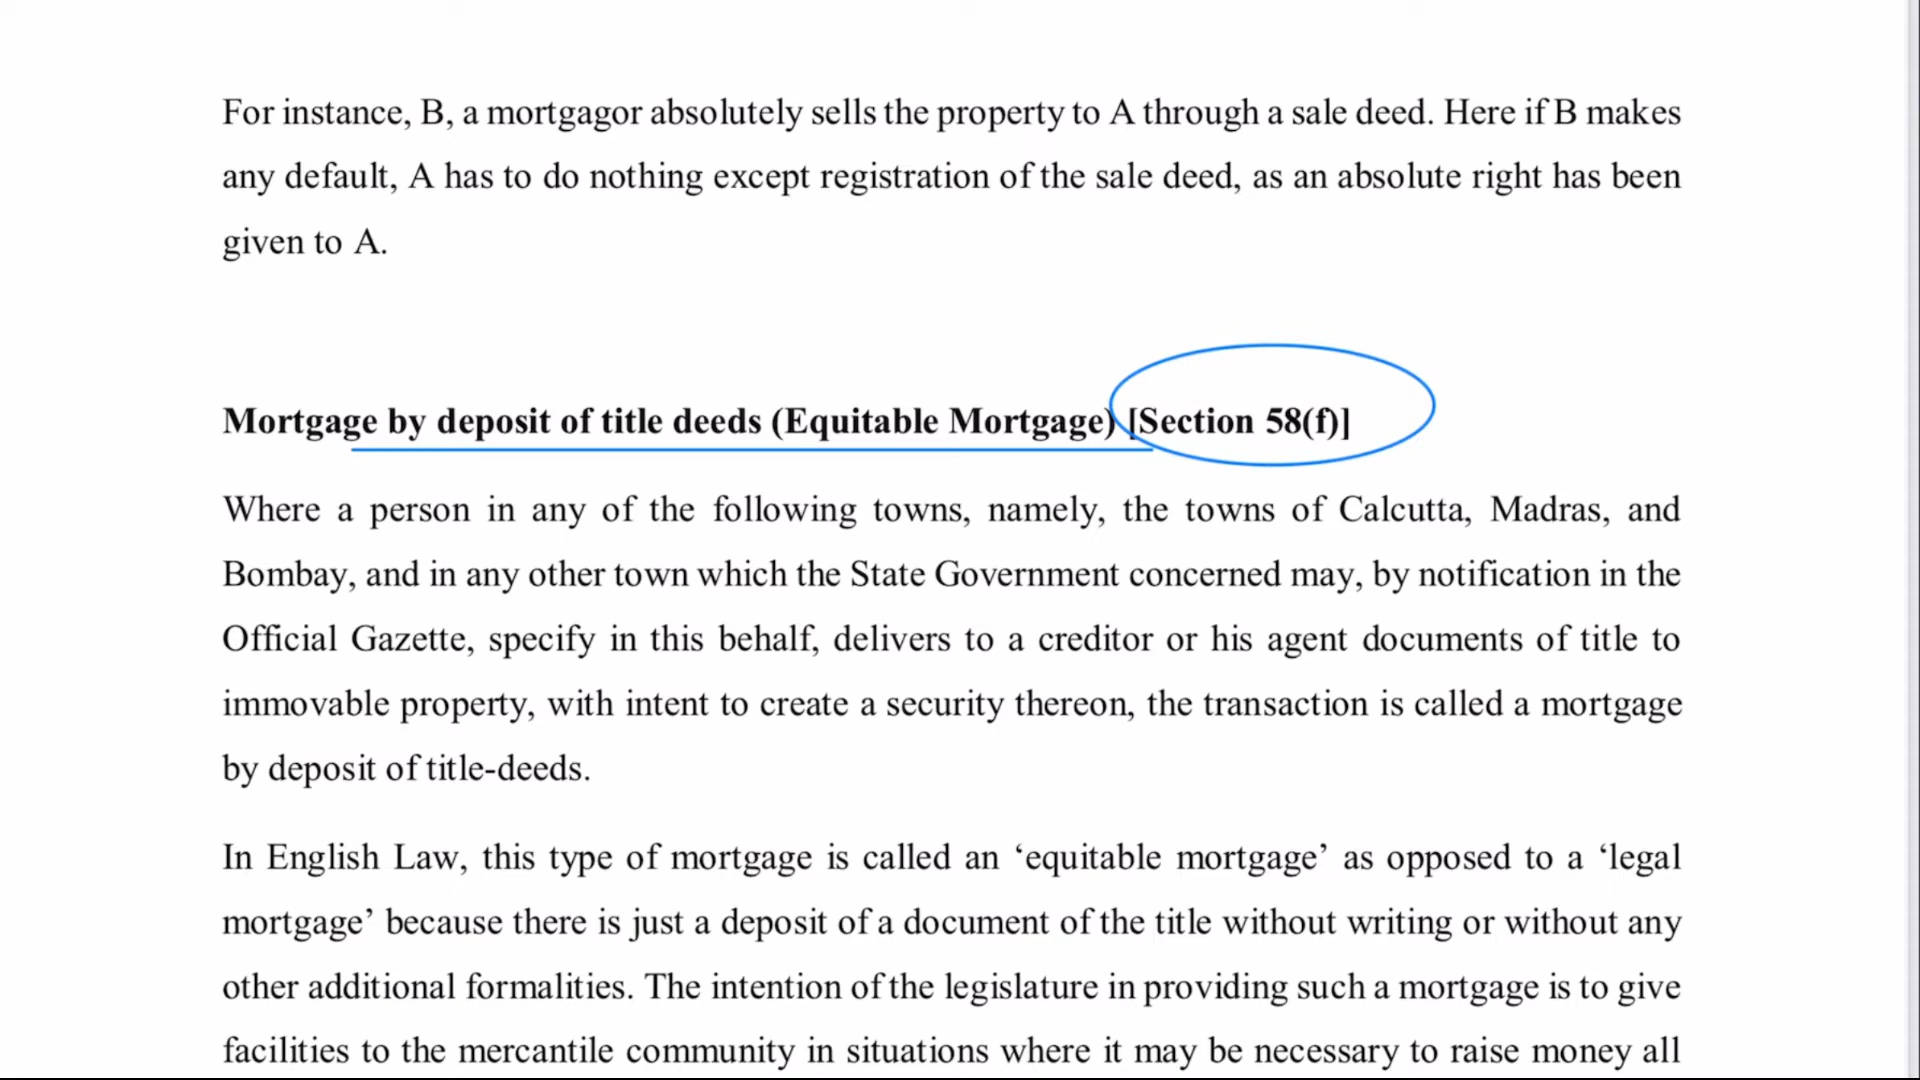 For instance, B, a mortgagor absolutely sells the property to A through a sale deed. Here if B makes
any default, A has to do nothing except registration of the sale deed, as an absolute right has been
given to A.
Mortgage by deposit of title deeds (Equitable Mortgage) [Section 58(f)]
Where a person in any of the following towns, namely, the towns of Calcutta, Madras, and
Bombay, and in any other town which the State Government concerned may, by notification in the
Official Gazette, specify in this behalf, delivers to a creditor or his agent documents of title to
immovable property, with intent to create a security thereon, the transaction is called a mortgage
by deposit of title-deeds.
In English Law, this type of mortgage is called an ‘equitable mortgage’ as opposed to a ‘legal
mortgage’ because there is just a deposit of a document of the title without writing or without any
other additional formalities. The intention of the legislature in providing such a mortgage is to give
facilities to the mercantile community in situations where it may be necessary to raise money all